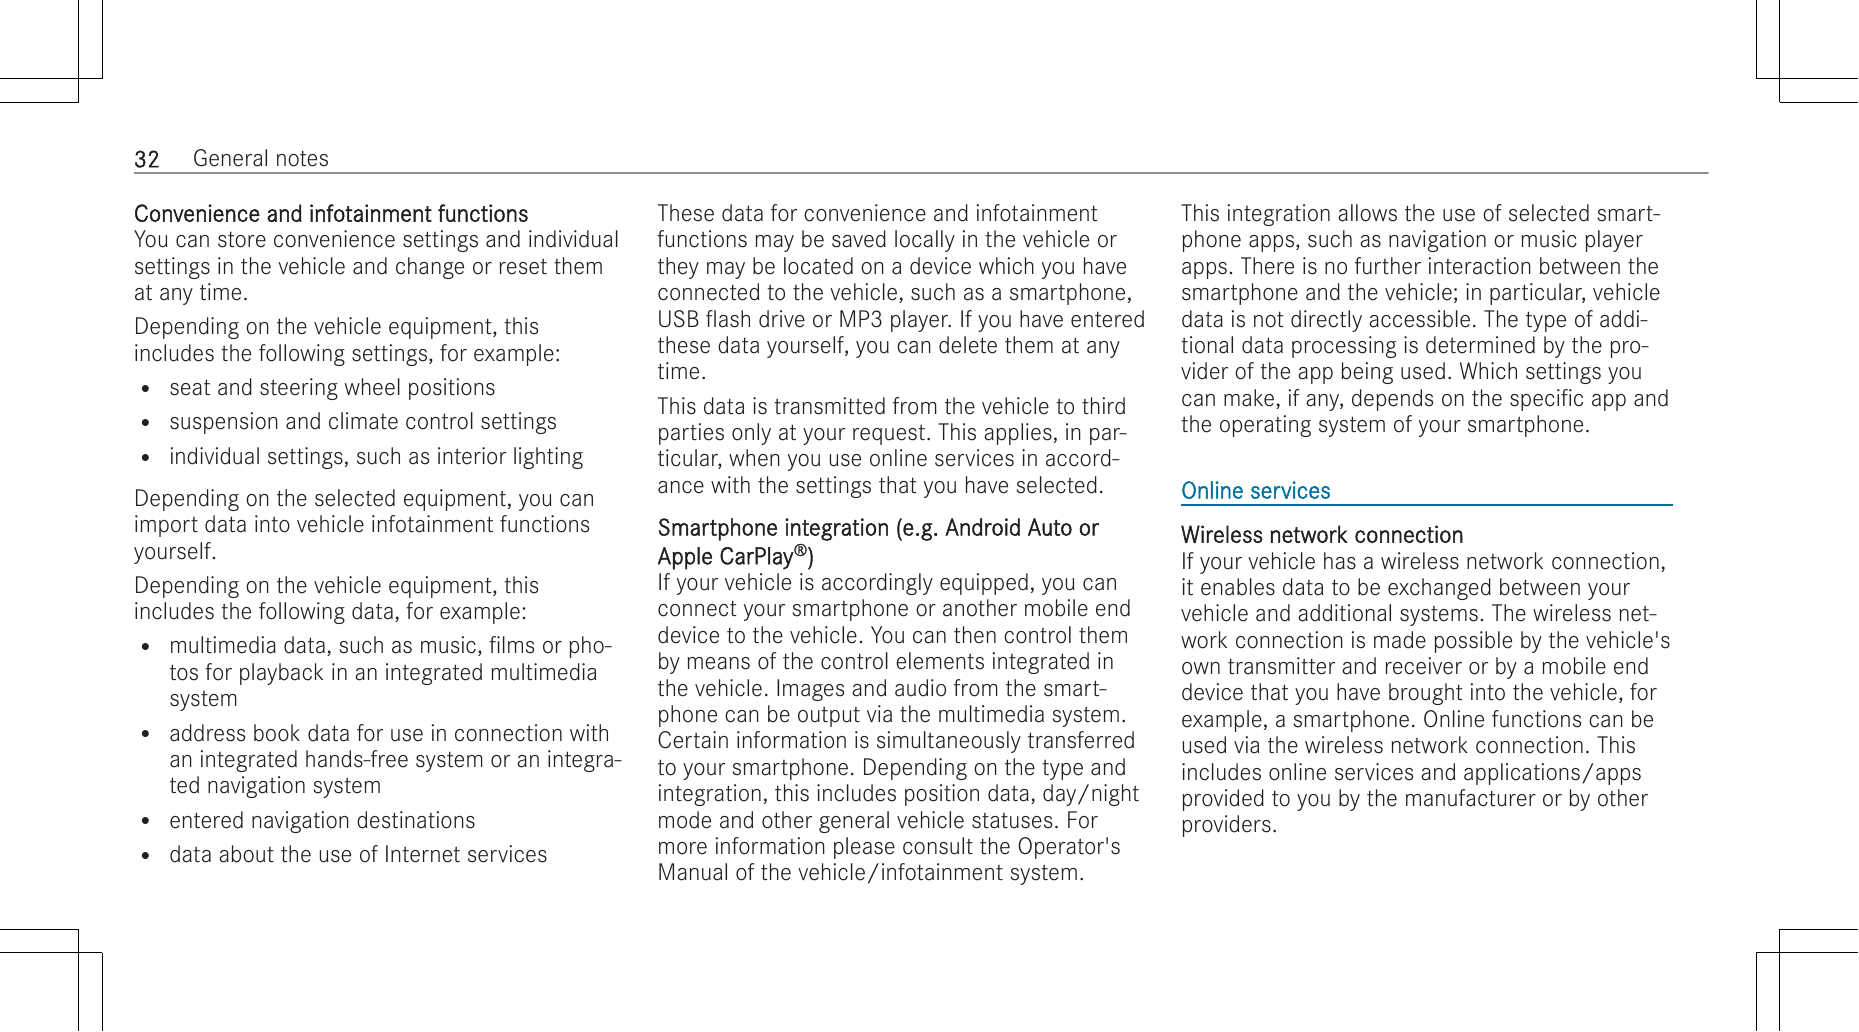 32 General notes
Convenience and infotainment functions
You can store convenience settings and individual
settings in the vehicle and change or reset them
at any time.
Depending on the vehicle equipment, this
includes the following settings, for example:
• seat and steering wheel positions
• suspension and climate control settings
• individual settings, such as interior lighting
Depending on the selected equipment, you can
import data into vehicle infotainment functions
yourself.
Depending on the vehicle equipment, this
includes the following data, for example:
• multimedia data, such as music, films or pho-
tos for playback in an integrated multimedia
system
• address book data for use in connection with
an integrated hands-free system or an integra-
ted navigation system
• entered navigation destinations
• data about the use of Internet services
These data for convenience and infotainment
functions may be saved locally in the vehicle or
they may be located on a device which you have
connected to the vehicle, such as a smartphone,
USB flash drive or MP3 player. If you have entered
these data yourself, you can delete them at any
time.
This data is transmitted from the vehicle to third
parties only at your request. This applies, in par-
ticular, when you use online services in accord-
ance with the settings that you have selected.
Smartphone integration (e.g. Android Auto or
Apple CarPlay®)
If your vehicle is accordingly equipped, you can
connect your smartphone or another mobile end
device to the vehicle. You can then control them
by means of the control elements integrated in
the vehicle. Images and audio from the smart-
phone can be output via the multimedia system.
Certain information is simultaneously transferred
to your smartphone. Depending on the type and
integration, this includes position data, day/night
mode and other general vehicle statuses. For
more information please consult the Operator's
Manual of the vehicle/infotainment system.
This integration allows the use of selected smart-
phone apps, such as navigation or music player
apps. There is no further interaction between the
smartphone and the vehicle; in particular, vehicle
data is not directly accessible. The type of addi-
tional data processing is determined by the pro-
vider of the app being used. Which settings you
can make, if any, depends on the specific app and
the operating system of your smartphone.
Online services
Wireless network connection
If your vehicle has a wireless network connection,
it enables data to be exchanged between your
vehicle and additional systems. The wireless net-
work connection is made possible by the vehicle's
own transmitter and receiver or by a mobile end
device that you have brought into the vehicle, for
example, a smartphone. Online functions can be
used via the wireless network connection. This
includes online services and applications/apps
provided to you by the manufacturer or by other
providers.